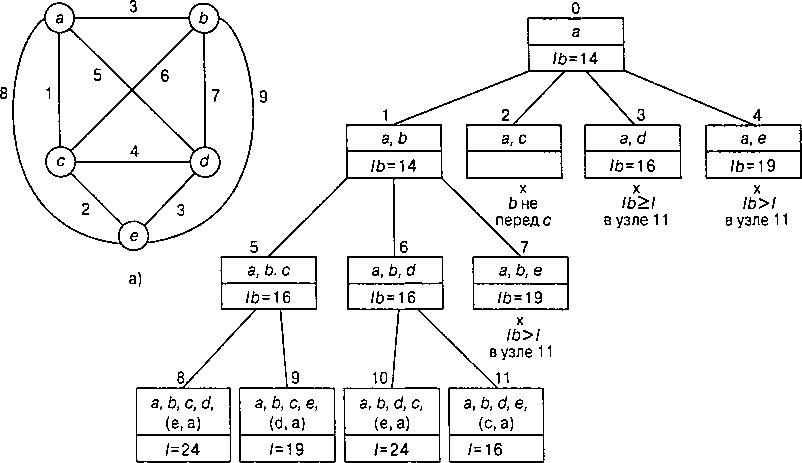 3
a
b
8
5
6
9
1
7
4
c
d
2
3
e
а)
0
a
lb=14
1
a, b
lb=14
2
a, c
x
b не
перед c
3
a, d
lb=16
x
lb≥l
в узле 11
4
a, e
lb=19
x
lb>l
в узле 11
5
a, b. c
lb=16
6
a, b, d
lb=16
7
a, b, e
lb=19
x
lb>l
в узле 11
8
a, b, c, d,
(e, a)
l=24
9
a, b, c, e,
(d, a)
l=19
10
a, b, d, c,
(e, a)
l=24
11
a, b, d, e,
(c, a)
l=16